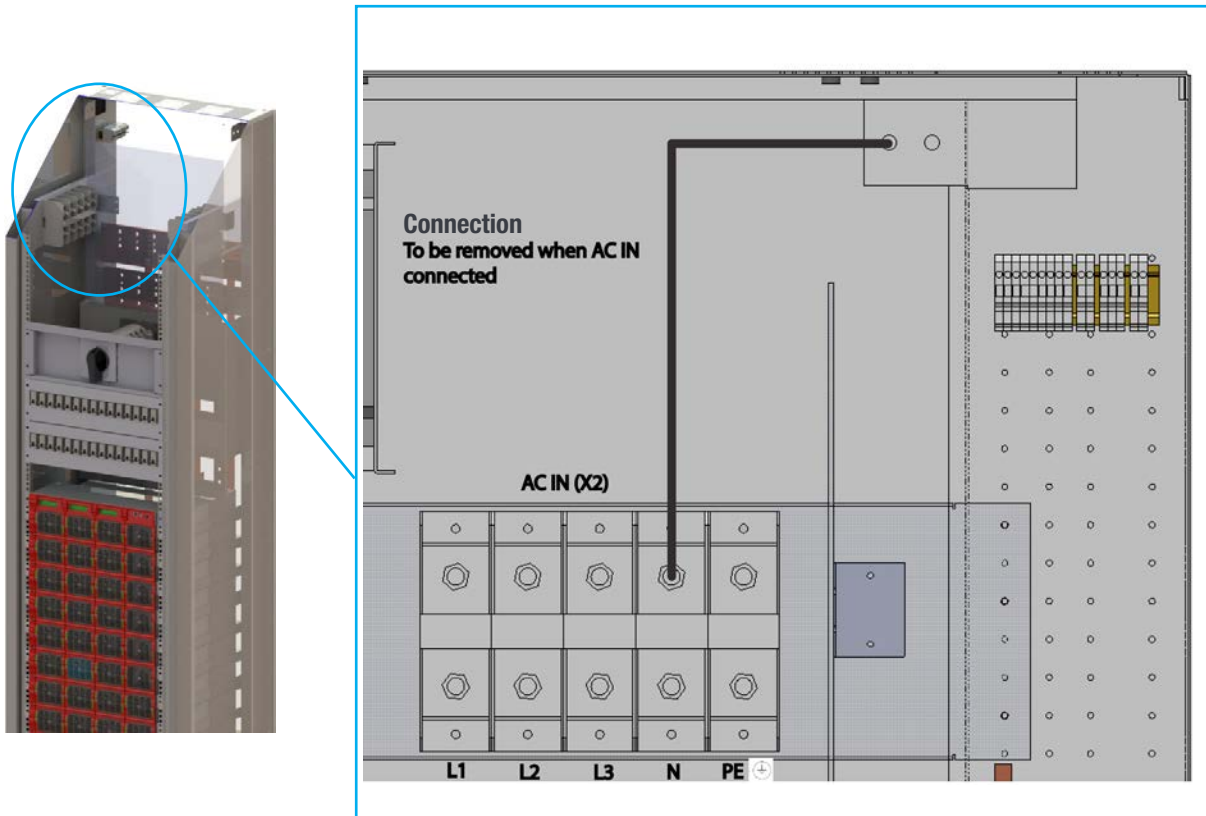 Connection
To be removed when AC IN
connected
AC IN (X2)
L1 L2 L3 N PE